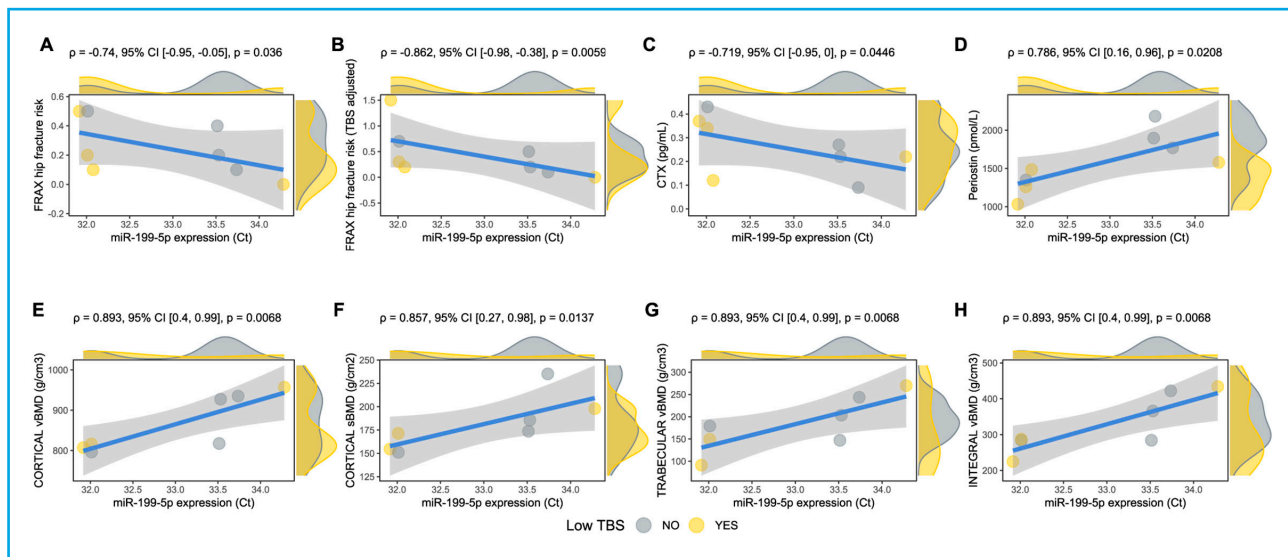 A
B
C
D
ρ = -0.74, 95% CI [-0.95, -0.05], p = 0.036
ρ = -0.862, 95% CI [-0.98, -0.38], p = 0.0059
ρ = -0.719, 95% CI [-0.95, 0], p = 0.0446
ρ = 0.786, 95% CI [0.16, 0.96], p = 0.0208
FRAX hip fracture risk
0.6
0.4
0.2
0.0
-0.2
32.0
32.5
33.0
33.5
34.0
miR-199-5p expression (Ct)
FRAX hip fracture risk (TBS adjusted)
1.5
1.0
0.5
0.0
-0.5
32.0
32.5
33.0
33.5
34.0
miR-199-5p expression (Ct)
CTX (pg/mL)
0.4
0.3
0.2
0.1
0.0
32.0
32.5
33.0
33.5
34.0
miR-199-5p expression (Ct)
Periostin (pmol/L)
2000
1500
1000
32.0
32.5
33.0
33.5
34.0
miR-199-5p expression (Ct)
E
F
G
H
ρ = 0.893, 95% CI [0.4, 0.99], p = 0.0068
ρ = 0.857, 95% CI [0.27, 0.98], p = 0.0137
ρ = 0.893, 95% CI [0.4, 0.99], p = 0.0068
ρ = 0.893, 95% CI [0.4, 0.99], p = 0.0068
CORTICAL vBMD (g/cm3)
1000
900
800
32.0
32.5
33.0
33.5
34.0
miR-199-5p expression (Ct)
CORTICAL sBMD (g/cm2)
250
225
200
175
150
125
32.0
32.5
33.0
33.5
34.0
miR-199-5p expression (Ct)
TRABECULAR vBMD (g/cm3)
300
250
200
150
100
32.0
32.5
33.0
33.5
34.0
miR-199-5p expression (Ct)
INTEGRAL vBMD (g/cm3)
500
400
300
200
32.0
32.5
33.0
33.5
34.0
miR-199-5p expression (Ct)
Low TBS NO YES